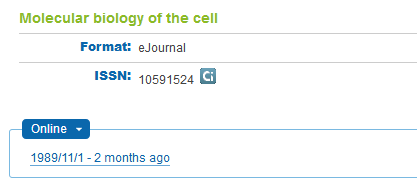 Molecular biology of the cell
Format: eJournal
ISSN: 10591524 Ci
Online
1989/11/1 - 2 months ago